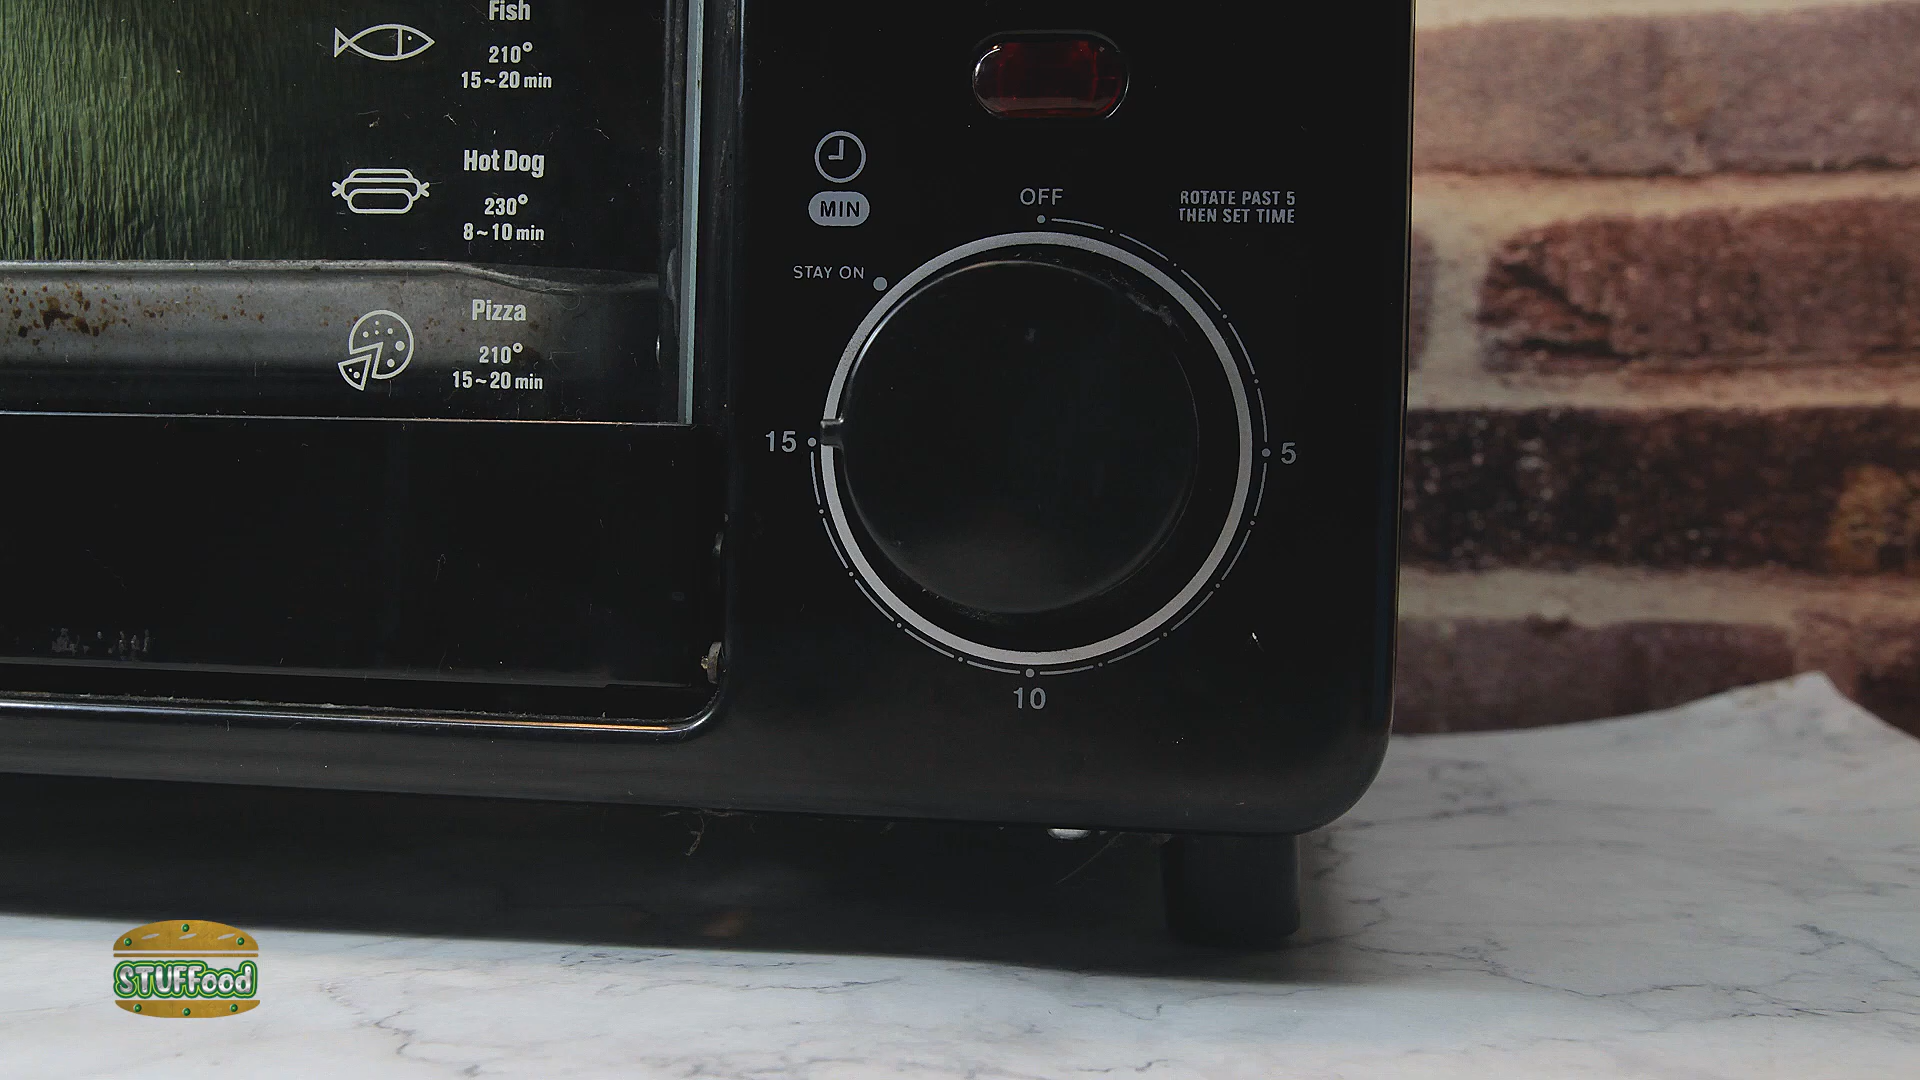 Fish
210°
15~20 min
Hot Dog
230°
8~10 min
Pizza
210°
15~20 min
MIN
OFF
ROTATE PAST 5
THEN SET TIME
STAY ON
15
5
10
STUFFood